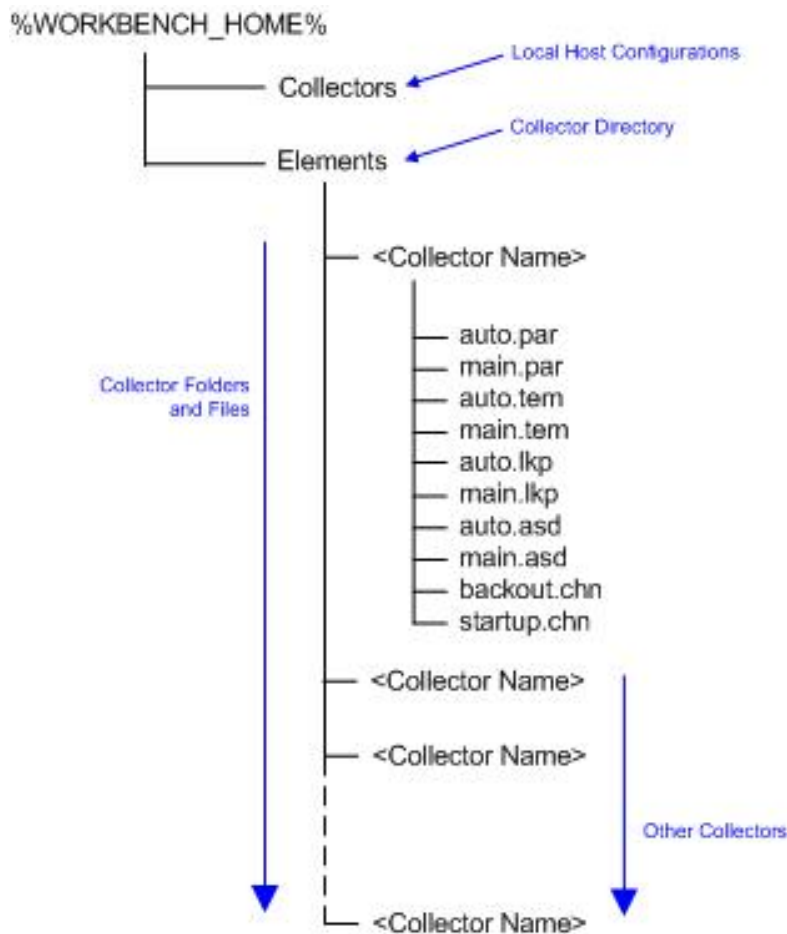 %WORKBENCH_HOME%
Local Host Configurations
Collectors
Collector Directory
Elements
<Collector Name>
auto.par
main.par
Collector Folders
and Files
auto.tem
main.tem
auto.lkp
main.lkp
auto.asd
main.asd
backout.chn
startup.chn
<Collector Name>
<Collector Name>
Other Collectors
<Collector Name>